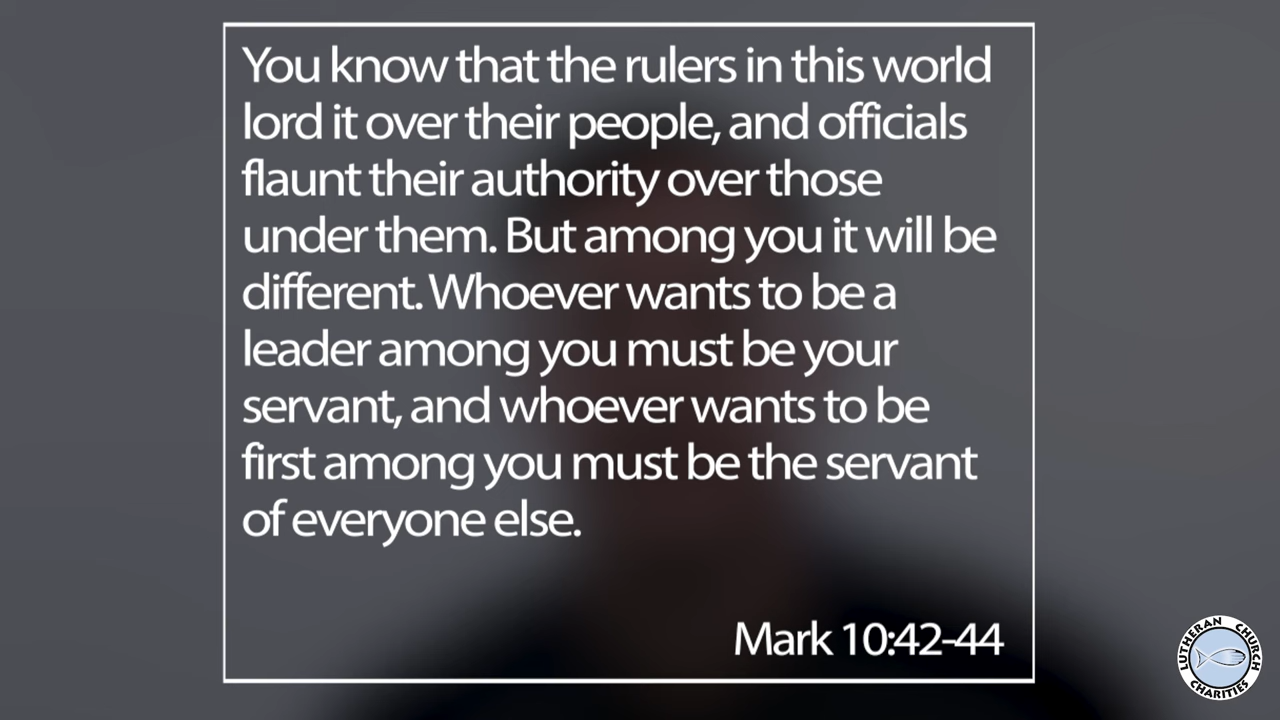 You know that the rulers in this world
lord it over their people, and officials
flaunt their authority over those
under them. But among you it will be
different. Whoever wants to be a
leader among you must be your
servant, and whoever wants to be
first among you must be the servant
of everyone else.
Mark 10:42-44
LUTHERAN CHURCH
CHARITIES